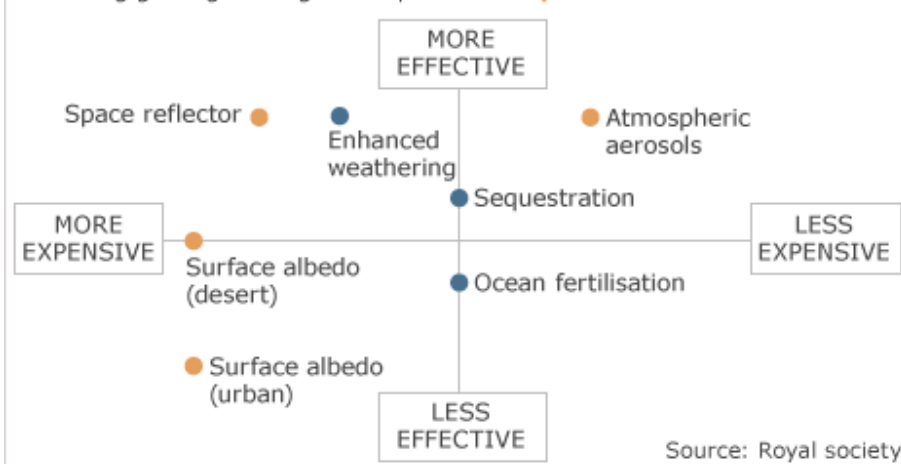 MORE
EFFECTIVE
Space reflector
Enhanced
weathering
Atmospheric
aerosols
Sequestration
MORE
EXPENSIVE
LESS
EXPENSIVE
Surface albedo
(desert)
Ocean fertilisation
Surface albedo
(urban)
LESS
EFFECTIVE
Source: Royal society